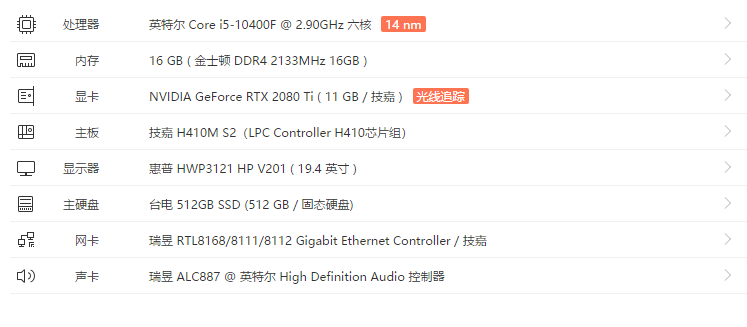 处理器 英特尔 Core i5-10400F @ 2.90GHz 六核 14 nm
内存 16 GB ( 金士顿 DDR4 2133MHz 16GB )
显卡 NVIDIA GeForce RTX 2080 Ti ( 11 GB / 技嘉 ) 光线追踪
主板 技嘉 H410M S2（LPC Controller H410芯片组）
显示器 惠普 HWP3121 HP V201 ( 19.4 英寸 )
主硬盘 台电 512GB SSD (512 GB / 固态硬盘)
网卡 瑞昱 RTL8168/8111/8112 Gigabit Ethernet Controller / 技嘉
声卡 瑞昱 ALC887 @ 英特尔 High Definition Audio 控制器